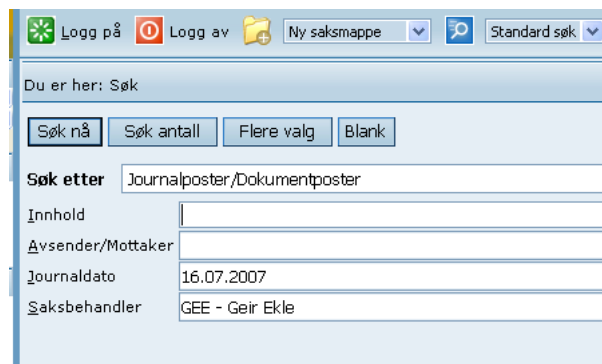 Logg på Logg av Ny saksmappe Standard søk
Du er her: Søk
Søk nå Søk antall Flere valg Blank
Søk etter Journalposter/Dokumentposter
Innhold
Avsender/Mottaker
Journaldato 16.07.2007
Saksbehandler GEE - Geir Ekle